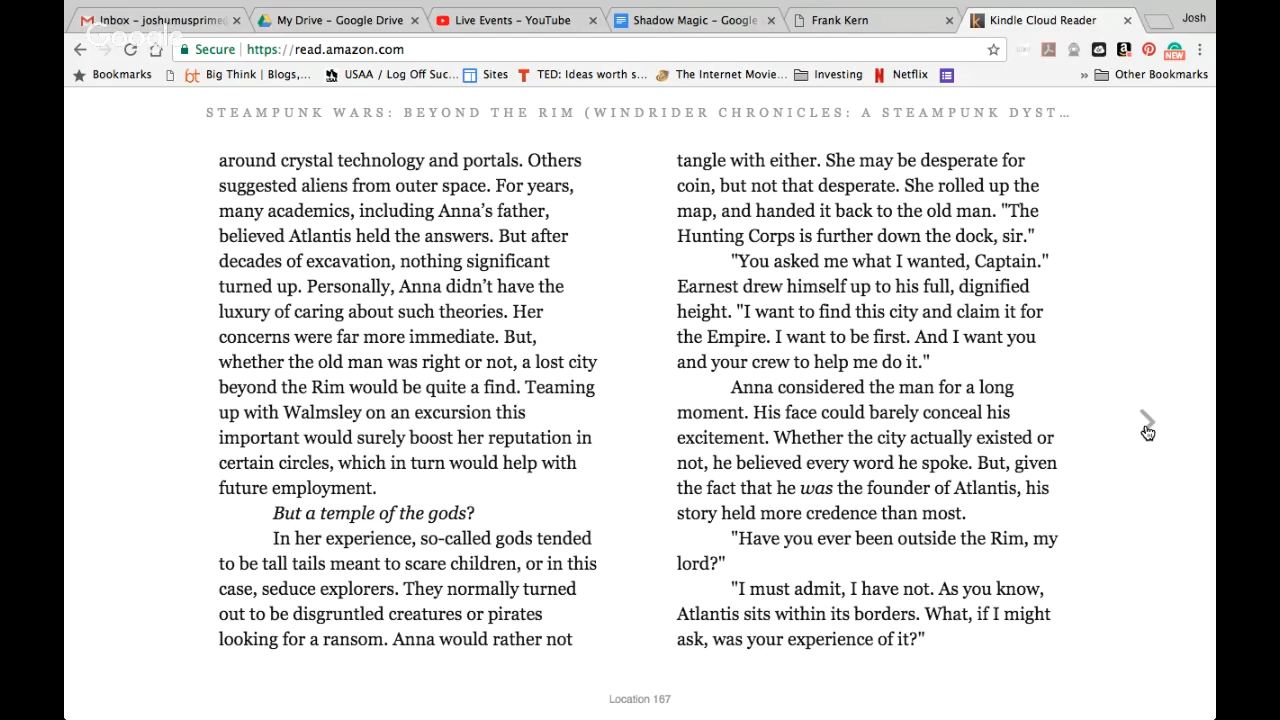 Inbox - joshumusprime@
My Drive - Google Drive
Live Events - YouTube
Shadow Magic - Google
Frank Kern
Kindle Cloud Reader
Josh
Google
Secure
https://read.amazon.com
NEW
Bookmarks
Big Think | Blogs,...
USAA / Log Off Suc...
Sites
TED: Ideas worth s...
The Internet Movie...
Investing
Netflix
»
Other Bookmarks
STEAMPUNK WARS: BEYOND THE RIM (WINDRIDER CHRONICLES: A STEAMPUNK DYST...
around crystal technology and portals. Others
suggested aliens from outer space. For years,
many academics, including Anna’s father,
believed Atlantis held the answers. But after
decades of excavation, nothing significant
turned up. Personally, Anna didn’t have the
luxury of caring about such theories. Her
concerns were far more immediate. But,
whether the old man was right or not, a lost city
beyond the Rim would be quite a find. Teaming
up with Walmsley on an excursion this
important would surely boost her reputation in
certain circles, which in turn would help with
future employment.
But a temple of the gods?
In her experience, so-called gods tended
to be tall tails meant to scare children, or in this
case, seduce explorers. They normally turned
out to be disgruntled creatures or pirates
looking for a ransom. Anna would rather not
tangle with either. She may be desperate for
coin, but not that desperate. She rolled up the
map, and handed it back to the old man. "The
Hunting Corps is further down the dock, sir."
"You asked me what I wanted, Captain."
Earnest drew himself up to his full, dignified
height. "I want to find this city and claim it for
the Empire. I want to be first. And I want you
and your crew to help me do it."
Anna considered the man for a long
moment. His face could barely conceal his
excitement. Whether the city actually existed or
not, he believed every word he spoke. But, given
the fact that he was the founder of Atlantis, his
story held more credence than most.
"Have you ever been outside the Rim, my
lord?"
"I must admit, I have not. As you know,
Atlantis sits within its borders. What, if I might
ask, was your experience of it?"
Location 167